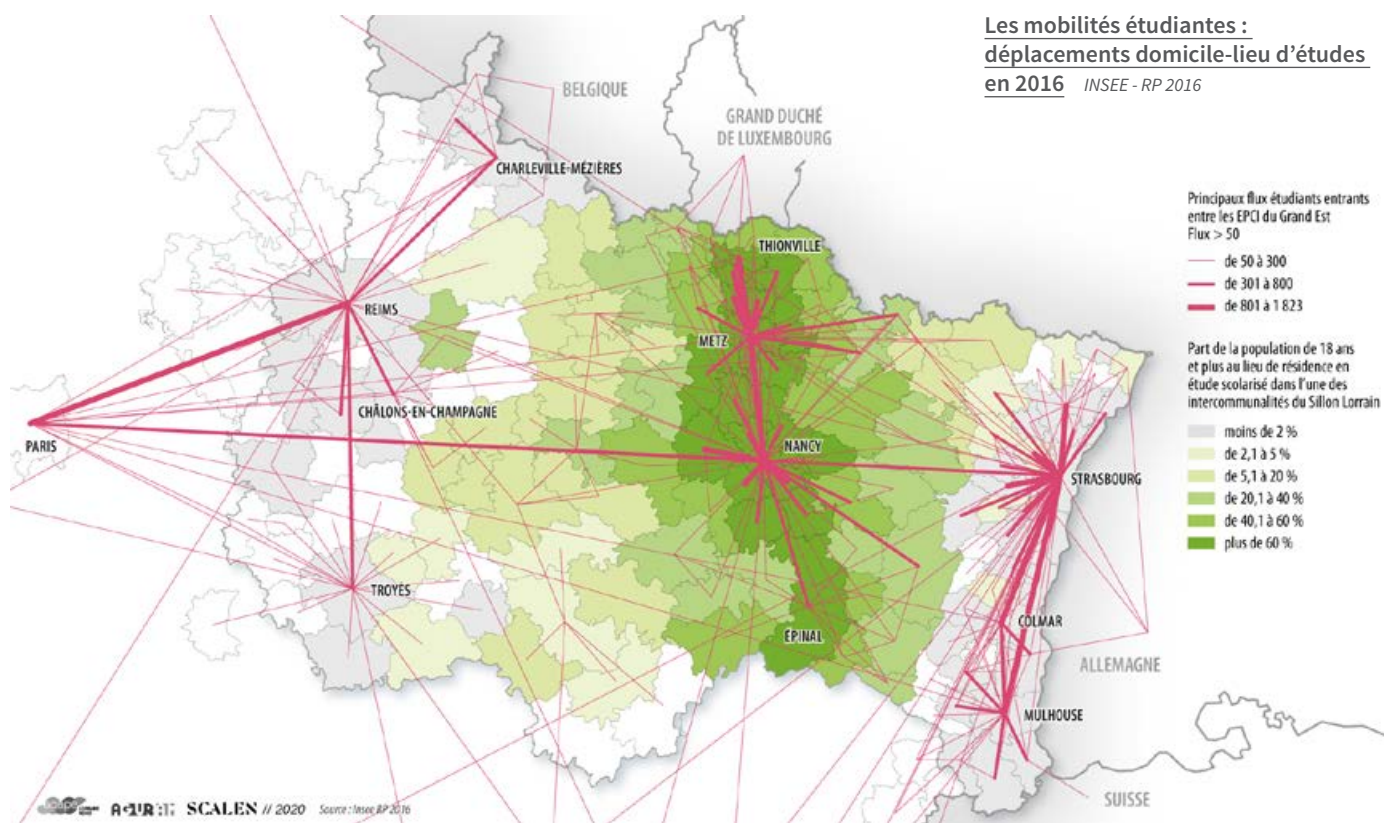 Les mobilités étudiantes :
déplacements domicile-lieu d'études
en 2016 INSEE - RP 2016
BELGIQUE
GRAND DUCHÉ
DE LUXEMBOURG
CHARLEVILLE-MÉZIÈRES
THIONVILLE
REIMS
METZ
CHÂLONS-EN-CHAMPAGNE
PARIS
NANCY
STRASBOURG
TROYES
ÉPINAL
COLMAR
ALLEMAGNE
MULHOUSE
SUISSE
Principaux flux étudiants entrants
entre les EPCI du Grand Est
Flux > 50
de 50 à 300
de 301 à 800
de 801 à 1 823
Part de la population de 18 ans
et plus au lieu de résidence en
étude scolarisé dans l'une des
intercommunalités du Sillon Lorrain
moins de 2 %
de 2,1 à 5 %
de 5,1 à 20 %
de 20,1 à 40 %
de 40,1 à 60 %
plus de 60 %
SCALEN // 2020 Source : Insee RP 2016